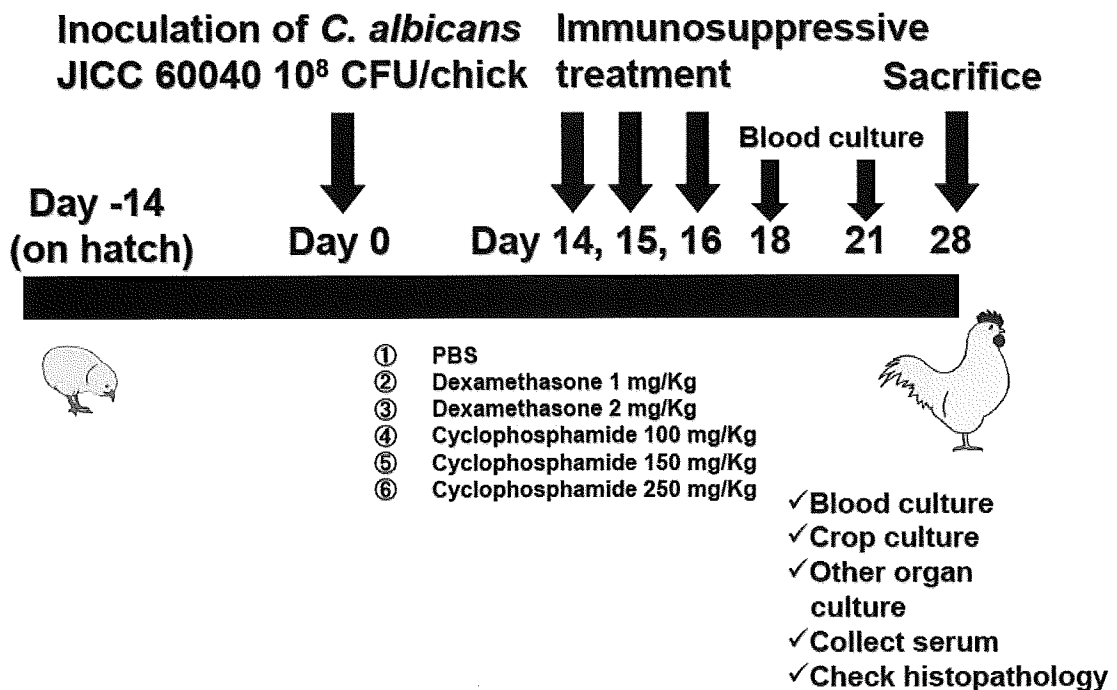 Inoculation of C. albicans
JICC 60040 10⁸ CFU/chick
Immunosuppressive
treatment
Sacrifice
Blood culture
Day -14
(on hatch)
Day 0
Day 14, 15, 16
18
21
28
① PBS
② Dexamethasone 1 mg/Kg
③ Dexamethasone 2 mg/Kg
④ Cyclophosphamide 100 mg/Kg
⑤ Cyclophosphamide 150 mg/Kg
⑥ Cyclophosphamide 250 mg/Kg
✓Blood culture
✓Crop culture
✓Other organ
culture
✓Collect serum
✓Check histopathology